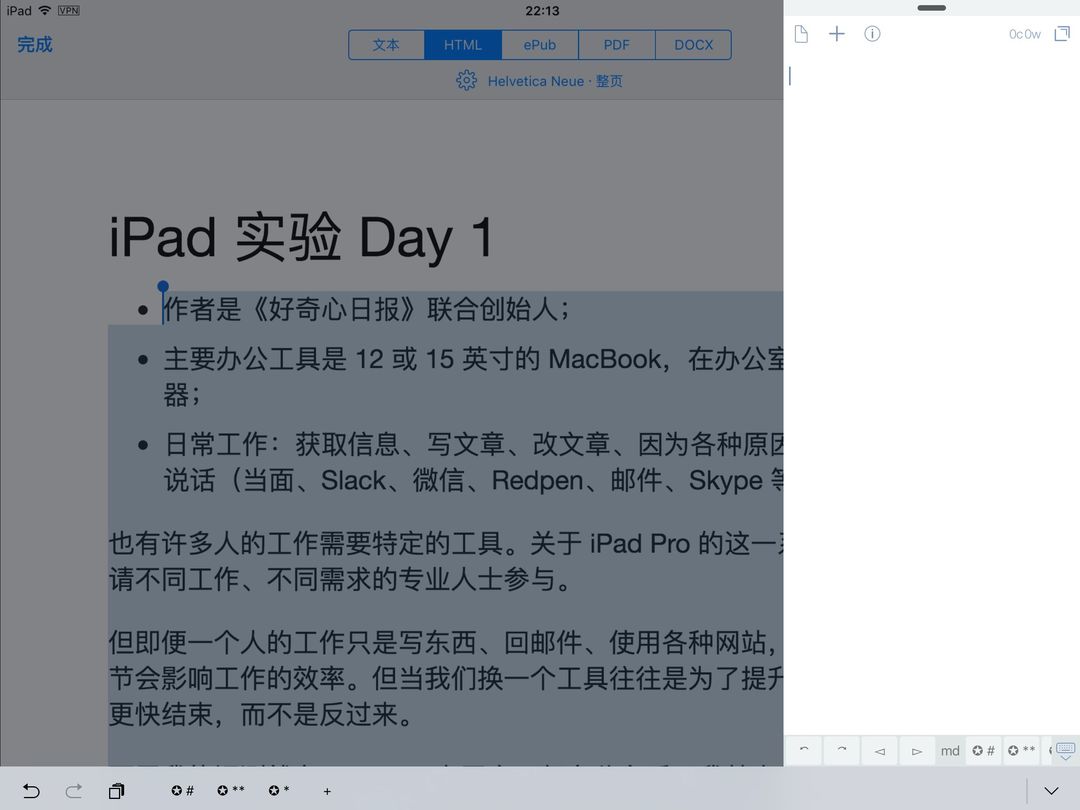 iPad VPN 22:13
完成
文本 HTML ePub PDF DOCX
Helvetica Neue · 整页
0c0w
iPad 实验 Day 1
作者是《好奇心日报》联合创始人；
主要办公工具是 12 或 15 英寸的 MacBook，在办公室
器；
日常工作：获取信息、写文章、改文章、因为各种原因
说话（当面、Slack、微信、Redpen、邮件、Skype 等
也有许多人的工作需要特定的工具。关于 iPad Pro 的这一系
请不同工作、不同需求的专业人士参与。
但即便一个人的工作只是写东西、回邮件、使用各种网站，
节会影响工作的效率。但当我们换一个工具往往是为了提升
更快结束，而不是反过来。
md ✪ # ✪ **
✪ # ✪ ** ✪ * +